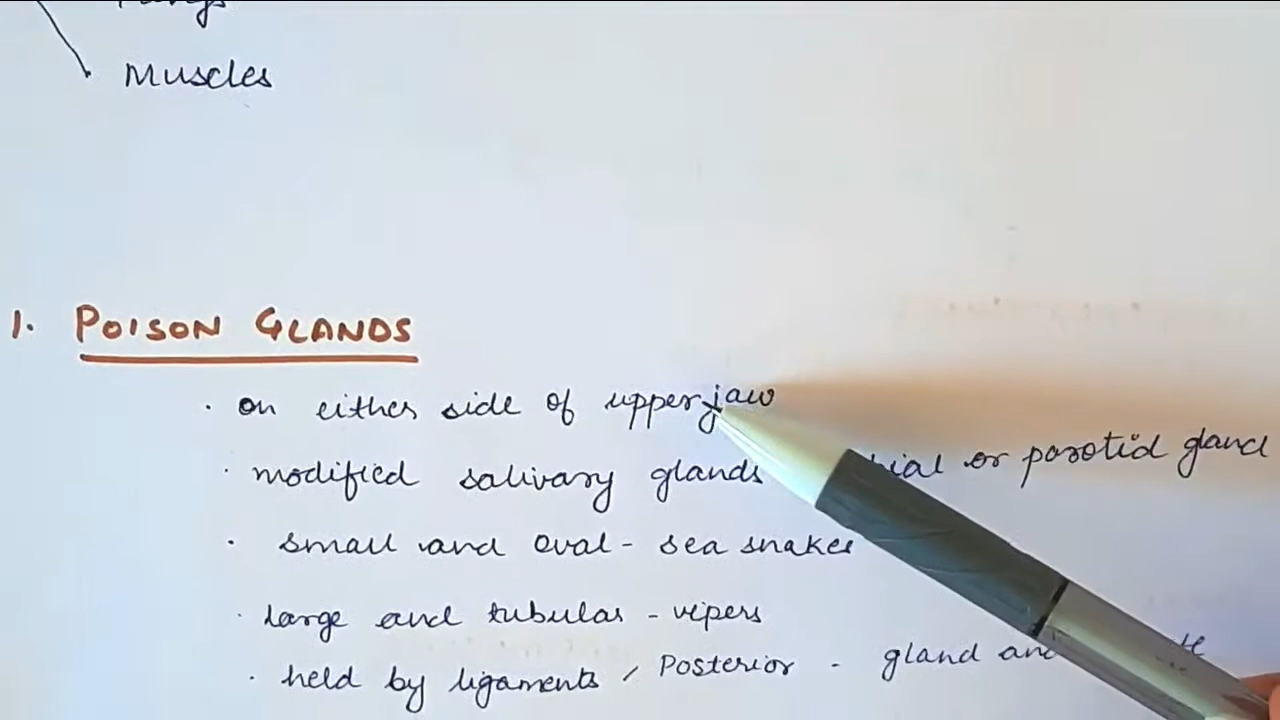 Muscles
1. POISON GLANDS
· on either side of upper jaw
· modified salivary glands or parotid gland
· small and oval - sea snakes
· large and tubular - vipers
· held by ligaments / Posterior - gland and